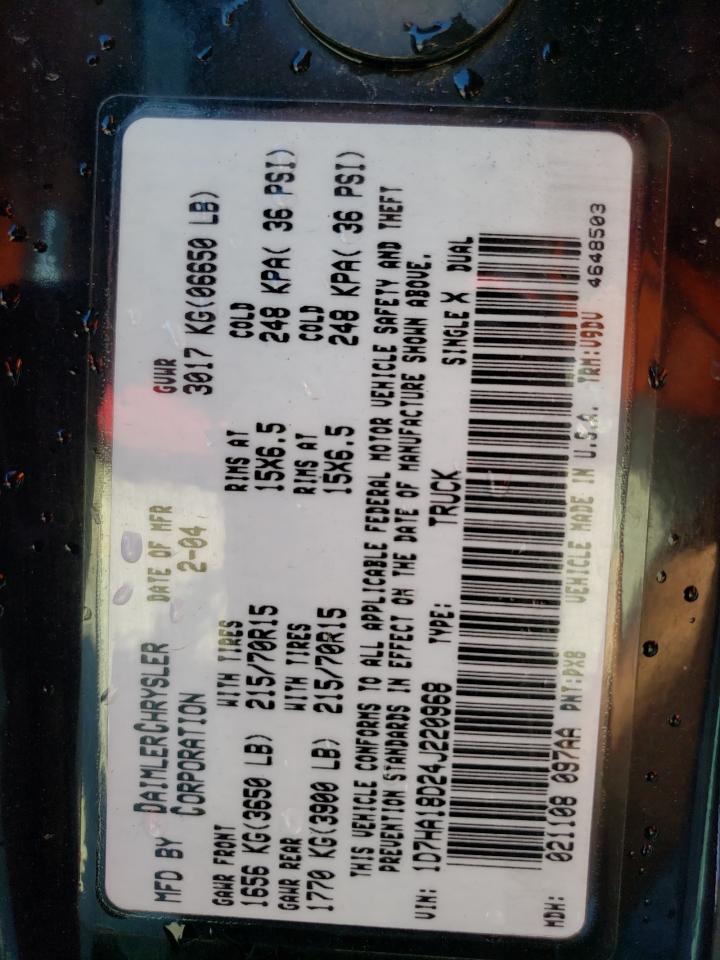 MFD BY DAIMLERCHRYSLER CORPORATION DATE OF MFR 2-04 GVWR 3017 KG(06650 LB)
GAWR FRONT WITH TIRES RIMS AT COLD
1656 KG(3650 LB) 215/70R15 15X6.5 248 KPA( 36 PSI)
GAWR REAR WITH TIRES RIMS AT COLD
1770 KG(3900 LB) 215/70R15 15X6.5 248 KPA( 36 PSI)
THIS VEHICLE CONFORMS TO ALL APPLICABLE FEDERAL MOTOR VEHICLE SAFETY AND THEFT
PREVENTION STANDARDS IN EFFECT ON THE DATE OF MANUFACTURE SHOWN ABOVE.
VIN: 1D7HA18D24J220968 TYPE: TRUCK SINGLE X DUAL
MDH: 021108 097AA PNT:DX8 VEHICLE MADE IN U.S.A. TRM:V9DV 4648503